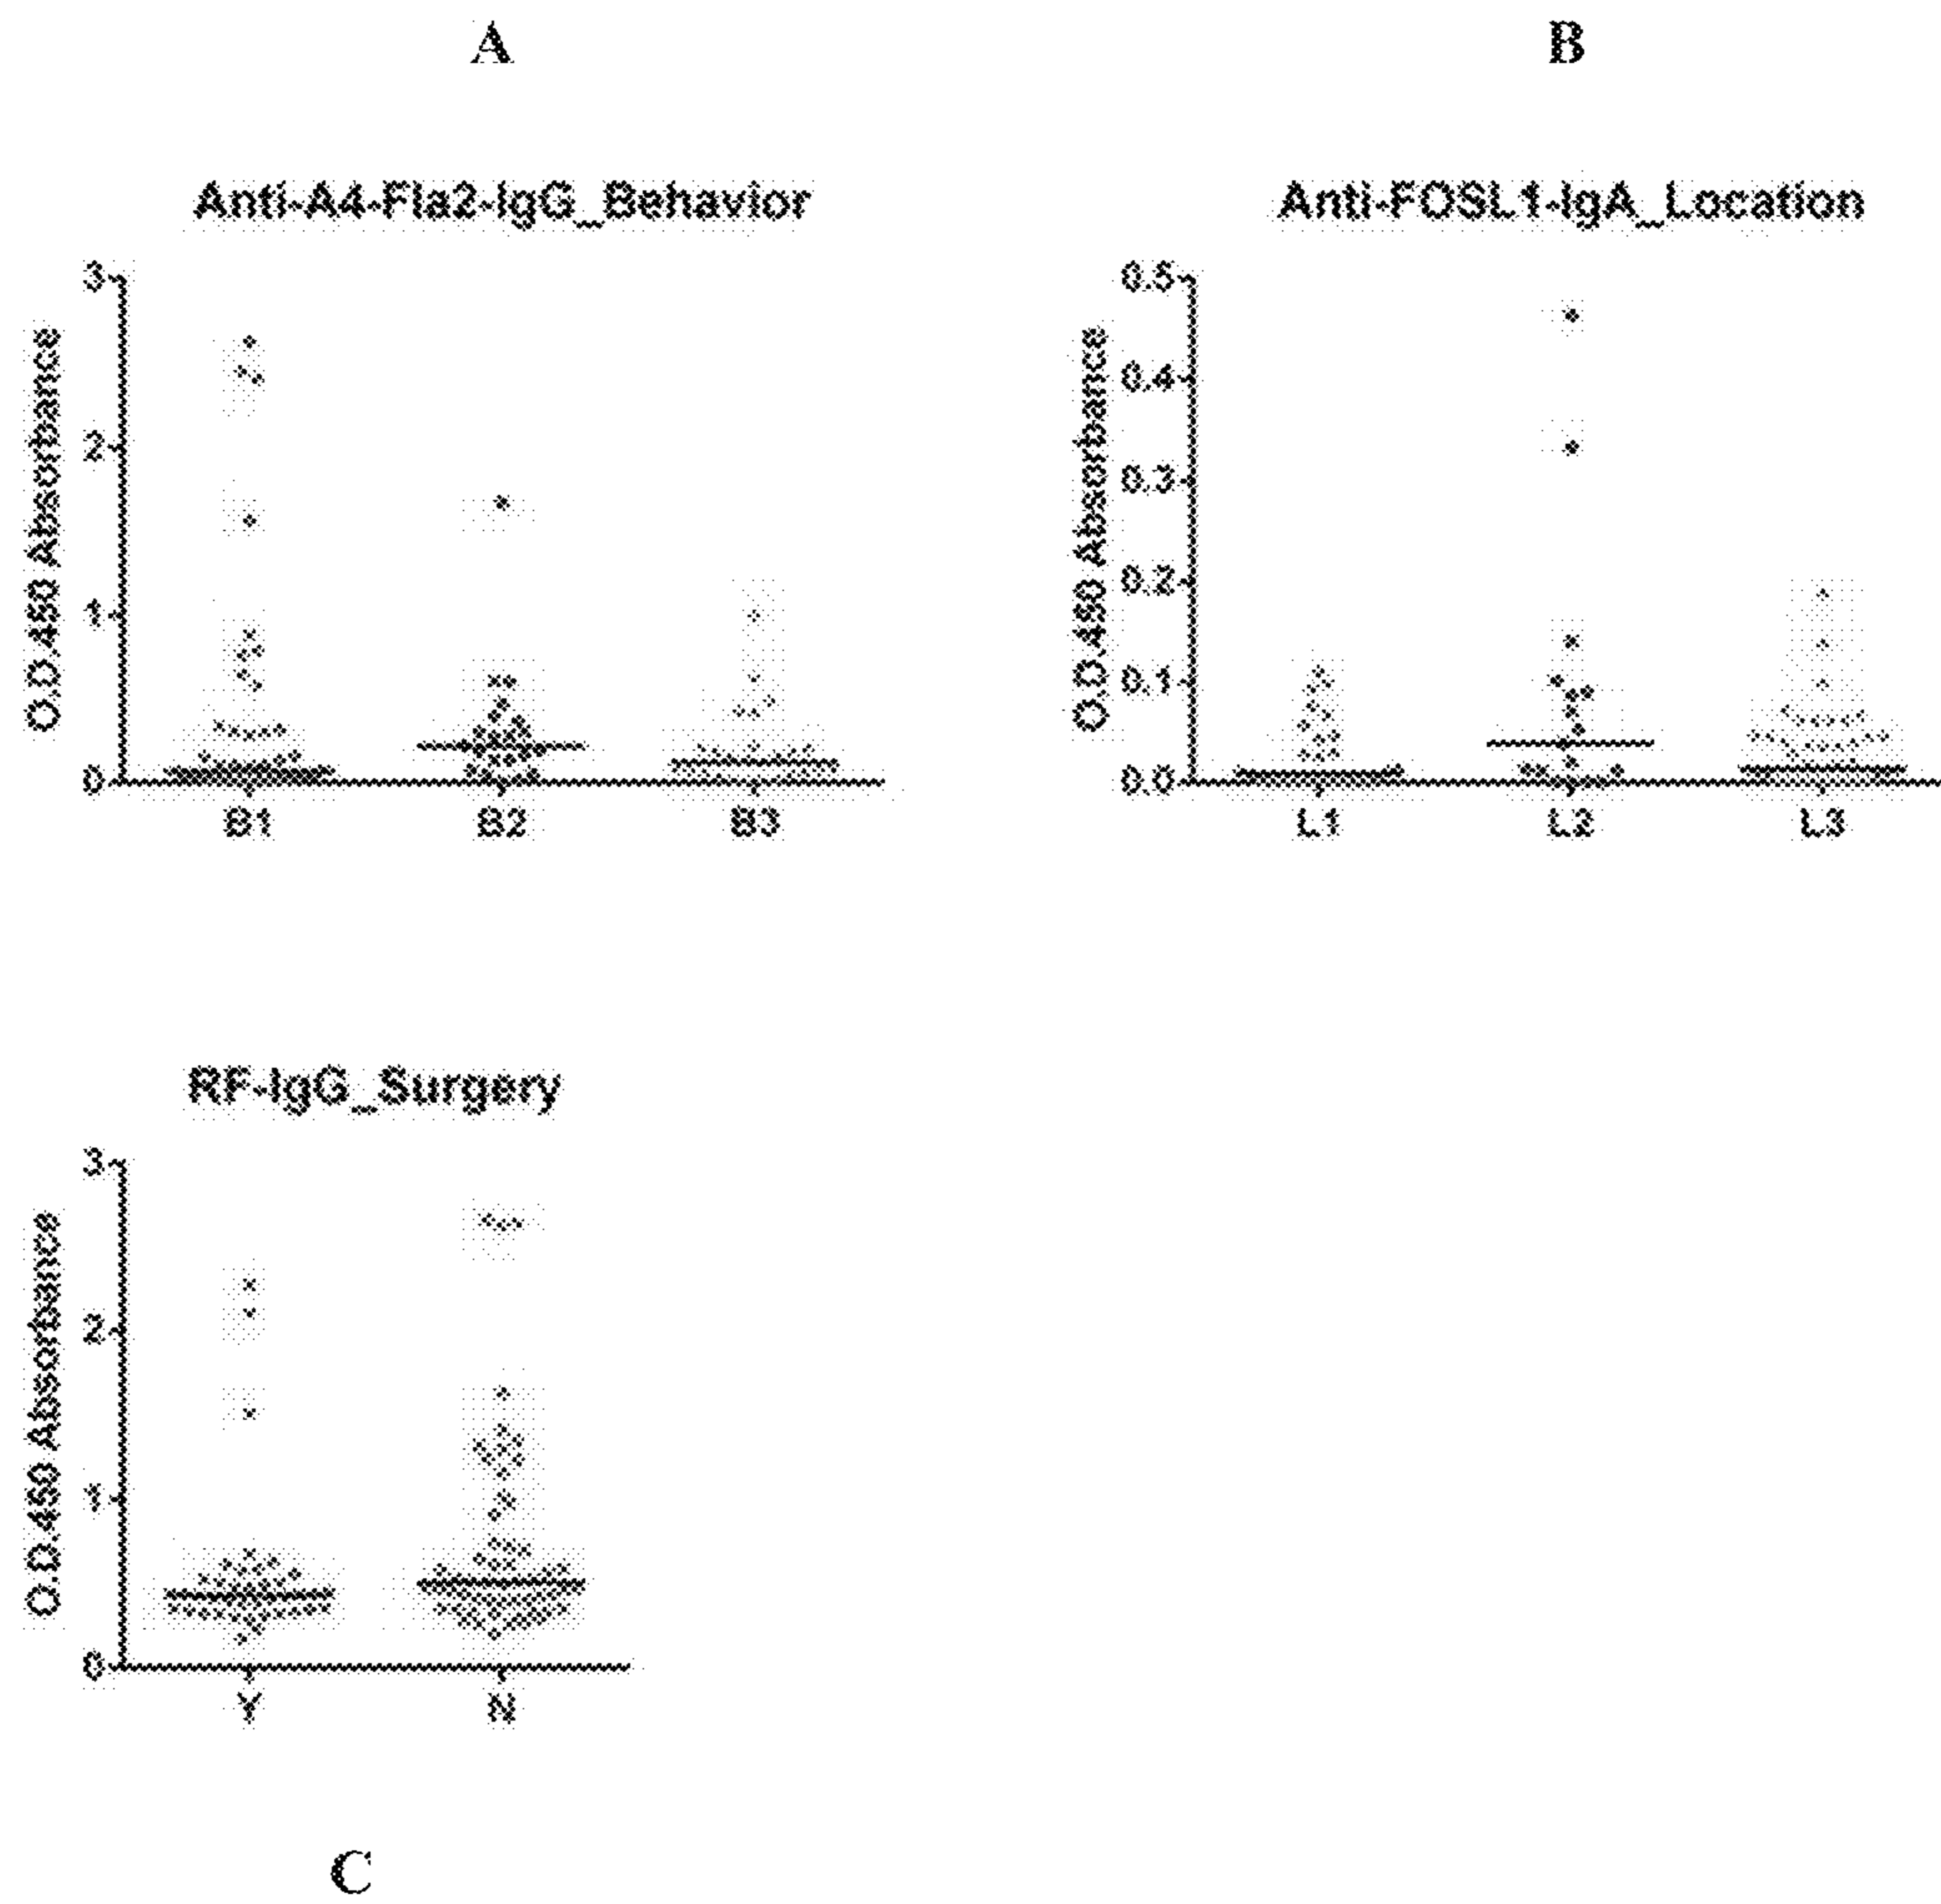 A
B
Anti-A4-Fla2-IgG_Behavior
Anti-FOSL1-IgA_Location
3
2
1
0
O.D.450 Absorbance
B1
B2
B3
0.5
0.4
0.3
0.2
0.1
0.0
O.D.450 Absorbance
L1
L2
L3
RF-IgG_Surgery
3
2
1
0
O.D.450 Absorbance
Y
N
C